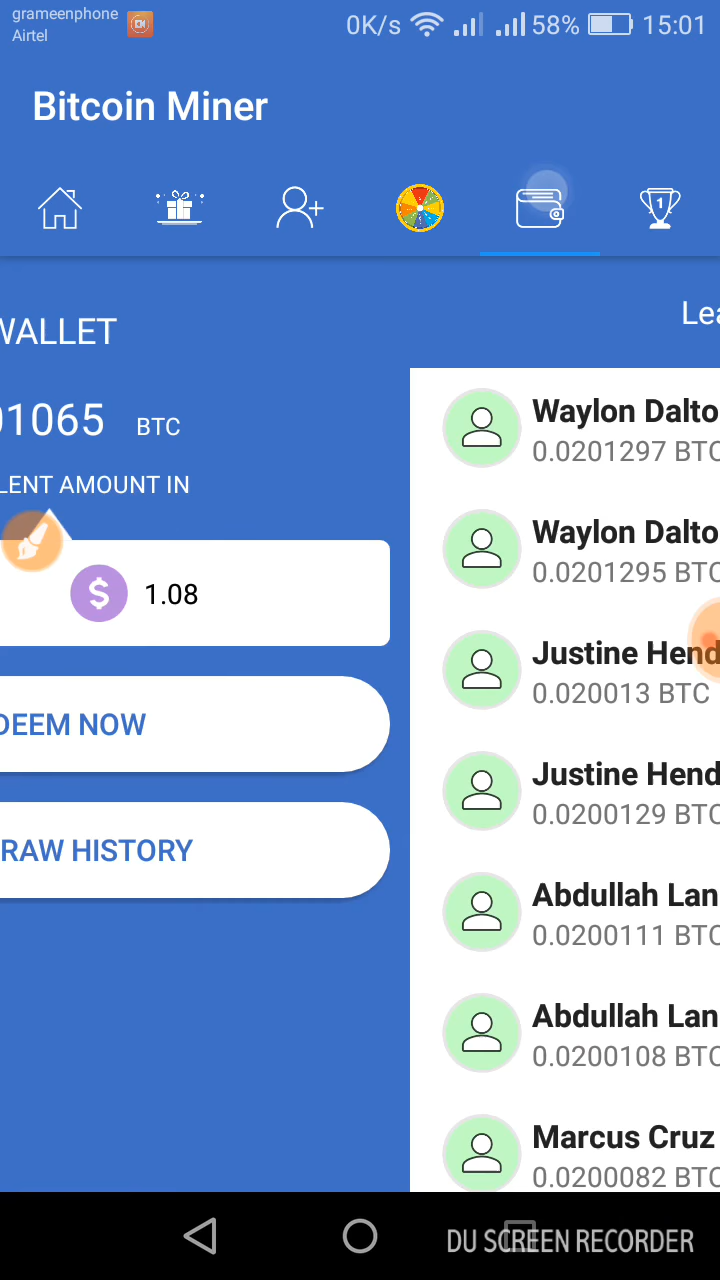 grameenphone
Airtel
0K/s 58% 15:01
Bitcoin Miner
1
WALLET
Lea
01065 BTC
LENT AMOUNT IN
$ 1.08
DEEM NOW
RAW HISTORY
Waylon Dalto
0.0201297 BTC
Waylon Dalto
0.0201295 BTC
Justine Hend
0.020013 BTC
Justine Hend
0.0200129 BTC
Abdullah Lan
0.0200111 BTC
Abdullah Lan
0.0200108 BTC
Marcus Cruz
0.0200082 BTC
DU SCREEN RECORDER